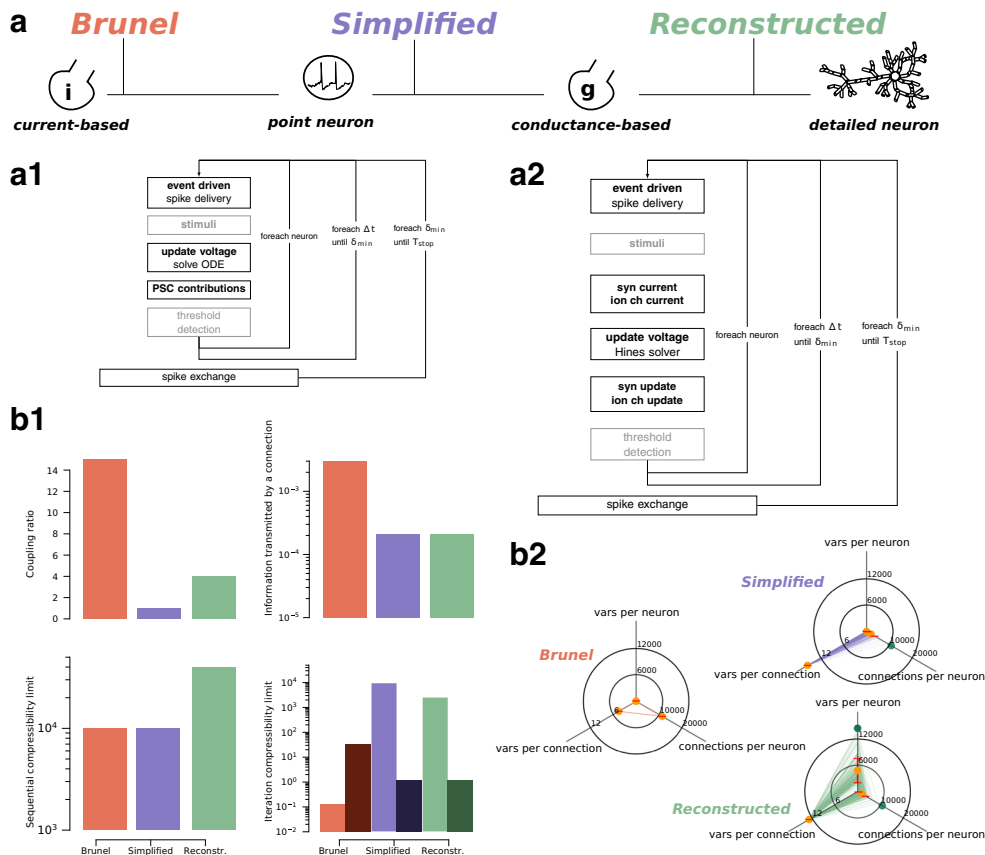 a
Brunel
Simplified
Reconstructed
i
g
current-based
point neuron
conductance-based
detailed neuron
a1
event driven
spike delivery
stimuli
update voltage
solve ODE
PSC contributions
threshold
detection
spike exchange
foreach neuron
foreach Δt
until δmin
foreach δmin
until Tstop
a2
event driven
spike delivery
stimuli
syn current
ion ch current
update voltage
Hines solver
syn update
ion ch update
threshold
detection
spike exchange
foreach neuron
foreach Δt
until δmin
foreach δmin
until Tstop
b1
Coupling ratio
14
12
10
8
6
4
2
0
Information transmitted by a connection
10⁻³
10⁻⁴
10⁻⁵
Sequential compressibility limit
10⁴
10³
Brunel
Simplified
Reconstr.
Iteration compressibility limit
10⁴
10³
10²
10¹
10⁰
10⁻¹
10⁻²
Brunel
Simplified
Reconstr.
b2
Brunel
vars per neuron
12000
6000
6
12
10000
20000
vars per connection
connections per neuron
Simplified
vars per neuron
12000
6000
6
12
10000
20000
vars per connection
connections per neuron
Reconstructed
vars per neuron
12000
6000
6
12
10000
20000
vars per connection
connections per neuron